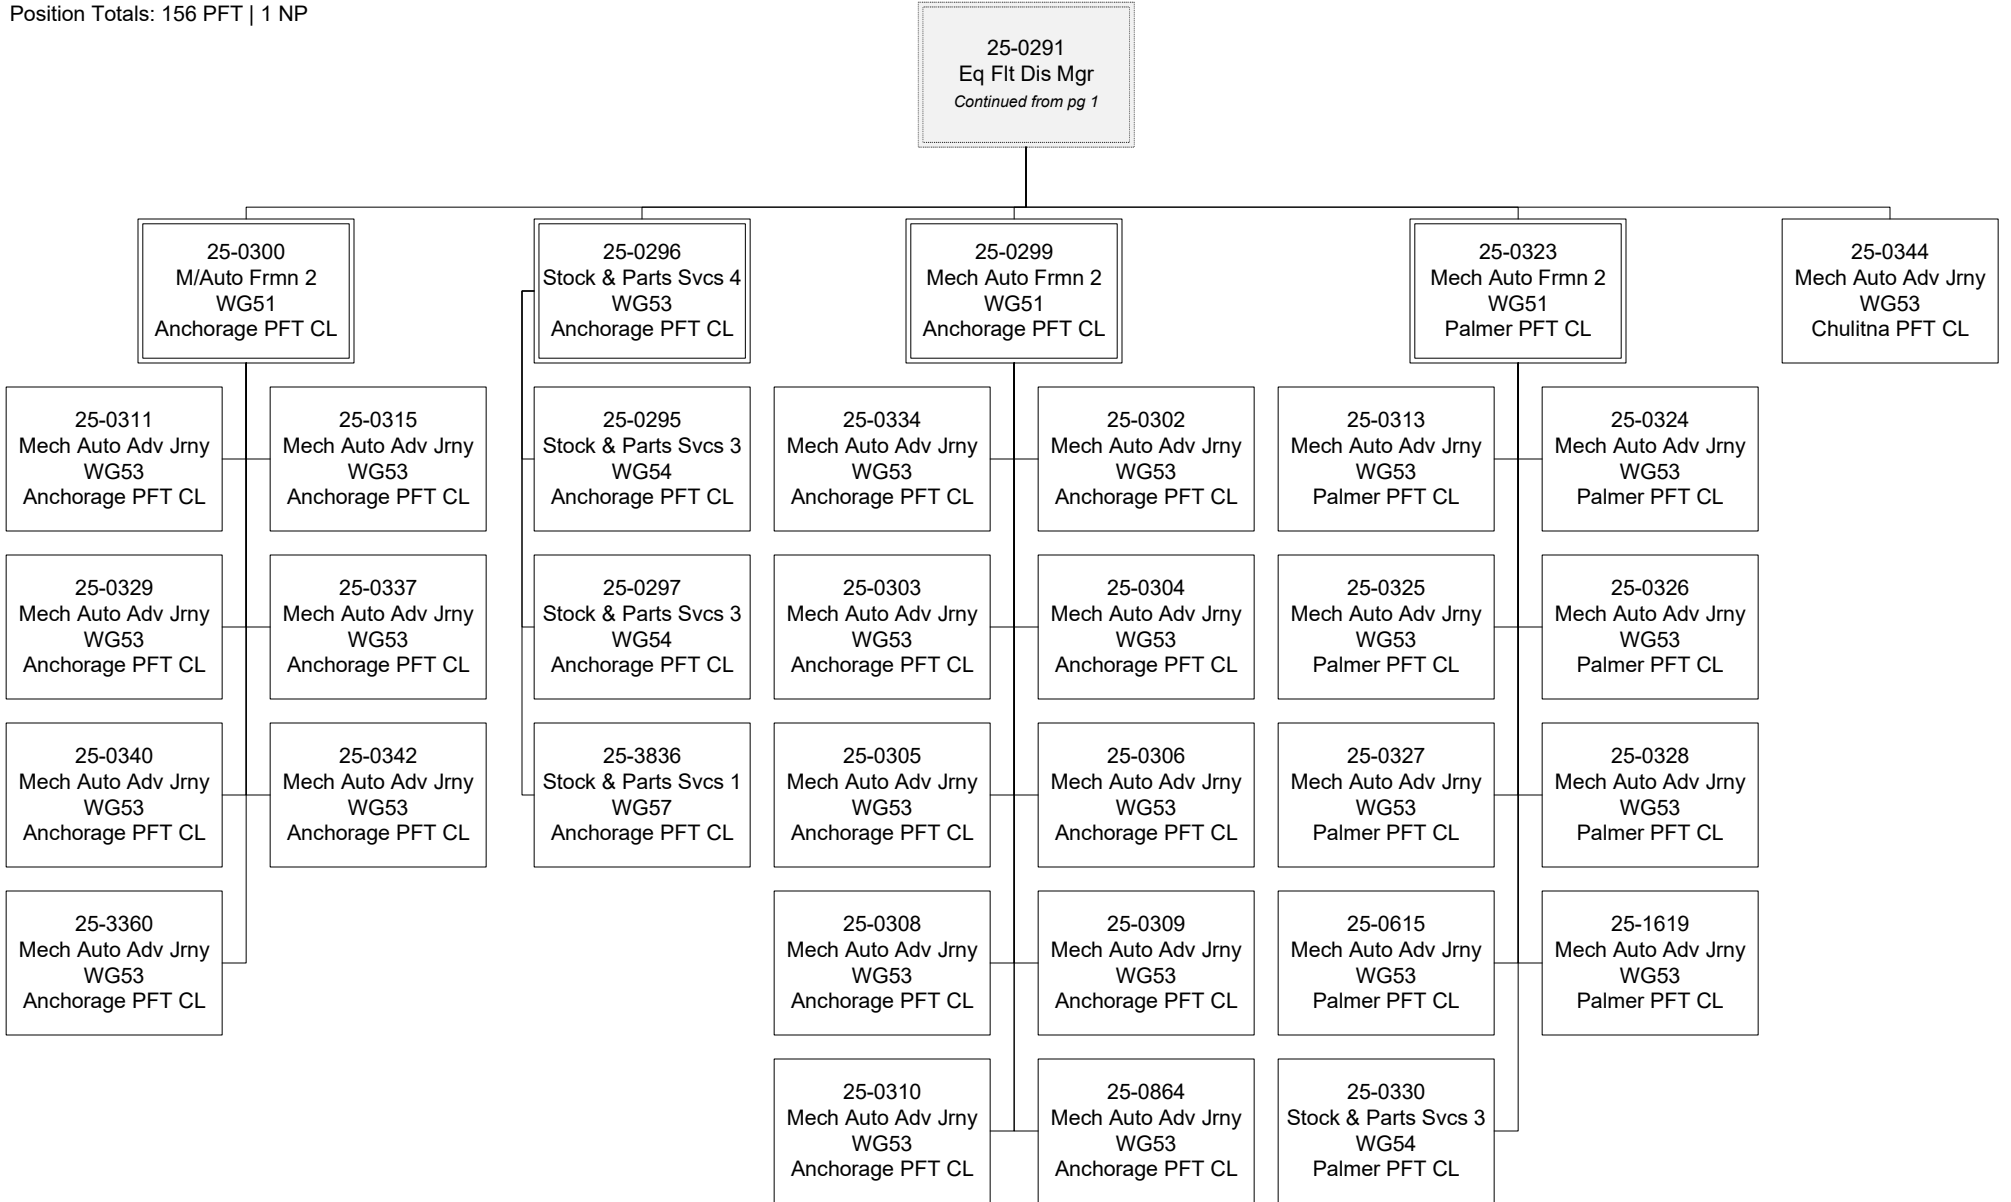 Position Totals: 156 PFT | 1 NP
25-0291
Eq Flt Dis Mgr
Continued from pg 1
25-0300
M/Auto Frmn 2
WG51
Anchorage PFT CL
25-0296
Stock & Parts Svcs 4
WG53
Anchorage PFT CL
25-0299
Mech Auto Frmn 2
WG51
Anchorage PFT CL
25-0323
Mech Auto Frmn 2
WG51
Palmer PFT CL
25-0344
Mech Auto Adv Jrny
WG53
Chulitna PFT CL
25-0311
Mech Auto Adv Jrny
WG53
Anchorage PFT CL
25-0315
Mech Auto Adv Jrny
WG53
Anchorage PFT CL
25-0295
Stock & Parts Svcs 3
WG54
Anchorage PFT CL
25-0334
Mech Auto Adv Jrny
WG53
Anchorage PFT CL
25-0302
Mech Auto Adv Jrny
WG53
Anchorage PFT CL
25-0313
Mech Auto Adv Jrny
WG53
Palmer PFT CL
25-0324
Mech Auto Adv Jrny
WG53
Palmer PFT CL
25-0329
Mech Auto Adv Jrny
WG53
Anchorage PFT CL
25-0337
Mech Auto Adv Jrny
WG53
Anchorage PFT CL
25-0297
Stock & Parts Svcs 3
WG54
Anchorage PFT CL
25-0303
Mech Auto Adv Jrny
WG53
Anchorage PFT CL
25-0304
Mech Auto Adv Jrny
WG53
Anchorage PFT CL
25-0325
Mech Auto Adv Jrny
WG53
Palmer PFT CL
25-0326
Mech Auto Adv Jrny
WG53
Palmer PFT CL
25-0340
Mech Auto Adv Jrny
WG53
Anchorage PFT CL
25-0342
Mech Auto Adv Jrny
WG53
Anchorage PFT CL
25-3836
Stock & Parts Svcs 1
WG57
Anchorage PFT CL
25-0305
Mech Auto Adv Jrny
WG53
Anchorage PFT CL
25-0306
Mech Auto Adv Jrny
WG53
Anchorage PFT CL
25-0327
Mech Auto Adv Jrny
WG53
Palmer PFT CL
25-0328
Mech Auto Adv Jrny
WG53
Palmer PFT CL
25-3360
Mech Auto Adv Jrny
WG53
Anchorage PFT CL
25-0308
Mech Auto Adv Jrny
WG53
Anchorage PFT CL
25-0309
Mech Auto Adv Jrny
WG53
Anchorage PFT CL
25-0615
Mech Auto Adv Jrny
WG53
Palmer PFT CL
25-1619
Mech Auto Adv Jrny
WG53
Palmer PFT CL
25-0310
Mech Auto Adv Jrny
WG53
Anchorage PFT CL
25-0864
Mech Auto Adv Jrny
WG53
Anchorage PFT CL
25-0330
Stock & Parts Svcs 3
WG54
Palmer PFT CL